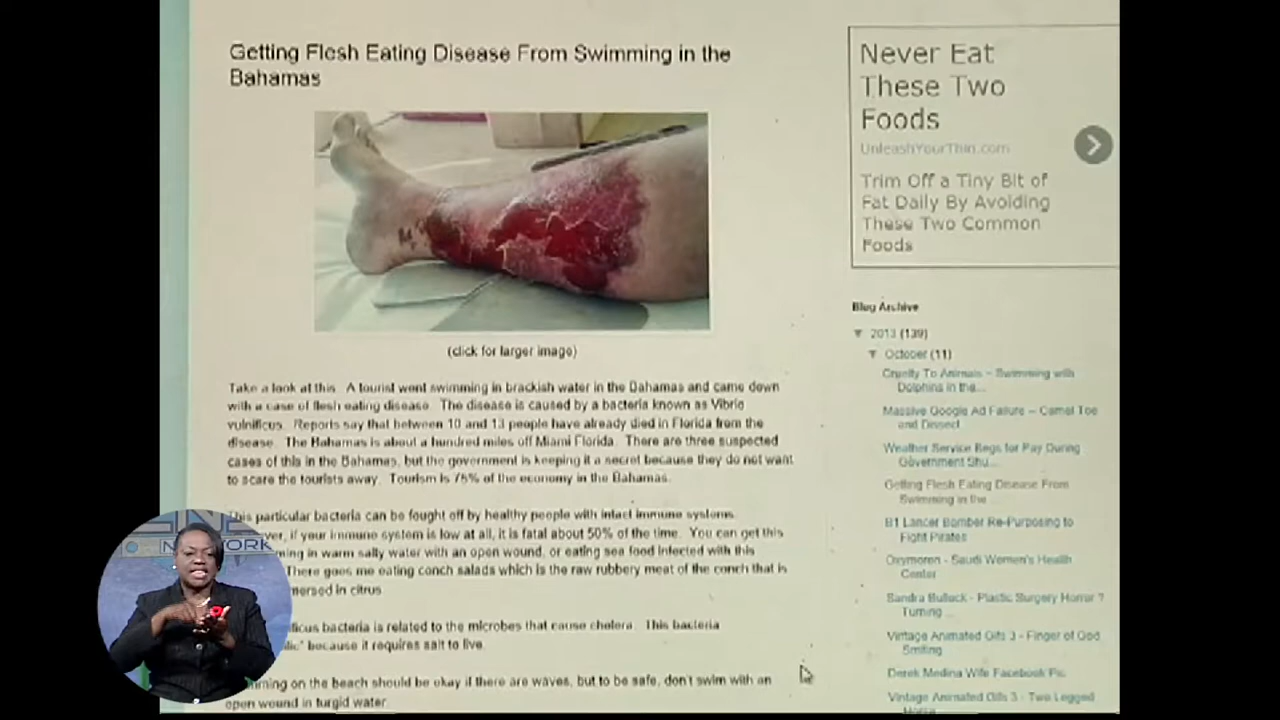 Getting Flesh Eating Disease From Swimming in the
Bahamas
(click for larger image)
Take a look at this. A tourist went swimming in brackish water in the Bahamas and came down
with a case of flesh eating disease. The disease is caused by a bacteria known as Vibrio
vulnificus. Reports say that between 10 and 13 people have already died in Florida from the
disease. The Bahamas is about a hundred miles off Miami Florida. There are three suspected
cases of this in the Bahamas, but the government is keeping it a secret because they do not want
to scare the tourists away. Tourism is 75% of the economy in the Bahamas.
This particular bacteria can be fought off by healthy people with intact immune systems.
if your immune system is low at all, it is fatal about 50% of the time. You can get this
in warm salty water with an open wound, or eating sea food infected with this
There goes me eating conch salads which is the raw rubbery meat of the conch that is
in citrus
bacteria is related to the microbes that cause cholera. This bacteria
because it requires salt to live.
on the beach should be okay if there are waves, but to be safe, don't swim with an
open wound in turgid water.
Never Eat
These Two
Foods
UnleashYourThin.com
Trim Off a Tiny Bit of
Fat Daily By Avoiding
These Two Common
Foods
Blog Archive
▼ 2013 (139)
▼ October (11)
Cruelty To Animals - Swimming with
Dolphins in the...
Massive Google Ad Failure - Camel Toe
and Dissect
Weather Service Begs for Pay During
Government Shu...
Getting Flesh Eating Disease From
Swimming in the
B1 Lancer Bomber Re-Purposing to
Fight Pirates
Oxymoron - Saudi Women's Health
Center
Sandra Bullock - Plastic Surgery Horror ?
Turning ...
Vintage Animated Gifs 3 - Finger of God
Smiting
Derek Medina Wife Facebook Pic
Vintage Animated Gifs 3 - Two Legged